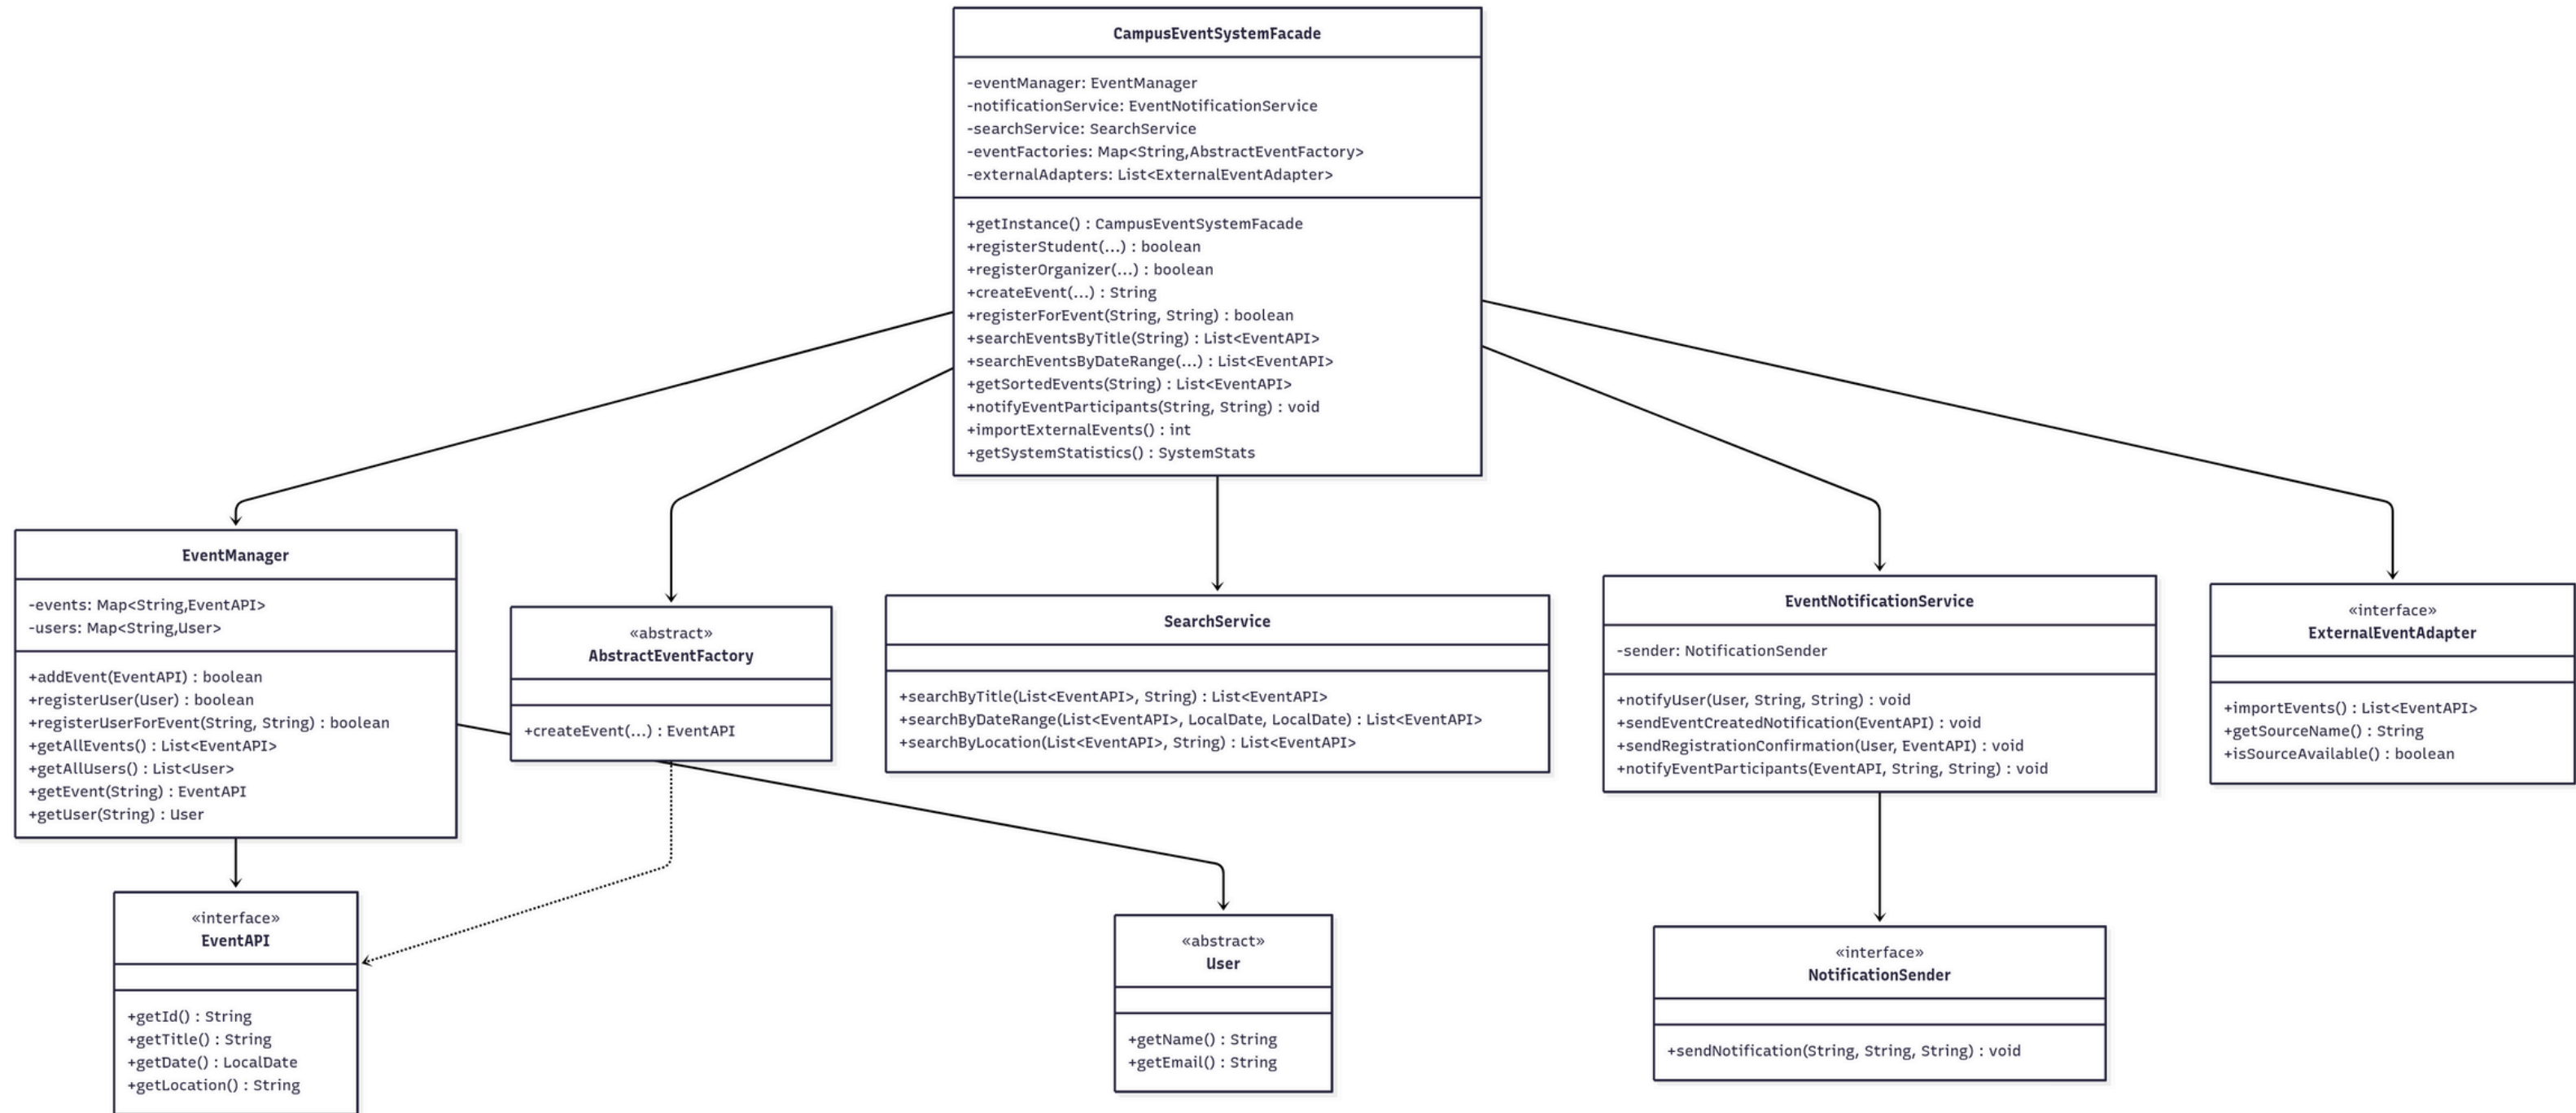 CampusEventSystemFacade
-eventManager: EventManager
-notificationService: EventNotificationService
-searchService: SearchService
-eventFactories: Map<String,AbstractEventFactory>
-externalAdapters: List<ExternalEventAdapter>
+getInstance() : CampusEventSystemFacade
+registerStudent(...) : boolean
+registerOrganizer(...) : boolean
+createEvent(...) : String
+registerForEvent(String, String) : boolean
+searchEventsByTitle(String) : List<EventAPI>
+searchEventsByDateRange(...) : List<EventAPI>
+getSortedEvents(String) : List<EventAPI>
+notifyEventParticipants(String, String) : void
+importExternalEvents() : int
+getSystemStatistics() : SystemStats
EventManager
-events: Map<String,EventAPI>
-users: Map<String,User>
+addEvent(EventAPI) : boolean
+registerUser(User) : boolean
+registerUserForEvent(String, String) : boolean
+getAllEvents() : List<EventAPI>
+getAllUsers() : List<User>
+getEvent(String) : EventAPI
+getUser(String) : User
«abstract»
AbstractEventFactory
+createEvent(...) : EventAPI
SearchService
+searchByTitle(List<EventAPI>, String) : List<EventAPI>
+searchByDateRange(List<EventAPI>, LocalDate, LocalDate) : List<EventAPI>
+searchByLocation(List<EventAPI>, String) : List<EventAPI>
EventNotificationService
-sender: NotificationSender
+notifyUser(User, String, String) : void
+sendEventCreatedNotification(EventAPI) : void
+sendRegistrationConfirmation(User, EventAPI) : void
+notifyEventParticipants(EventAPI, String, String) : void
«interface»
ExternalEventAdapter
+importEvents() : List<EventAPI>
+getSourceName() : String
+isSourceAvailable() : boolean
«interface»
EventAPI
+getId() : String
+getTitle() : String
+getDate() : LocalDate
+getLocation() : String
«abstract»
User
+getName() : String
+getEmail() : String
«interface»
NotificationSender
+sendNotification(String, String, String) : void